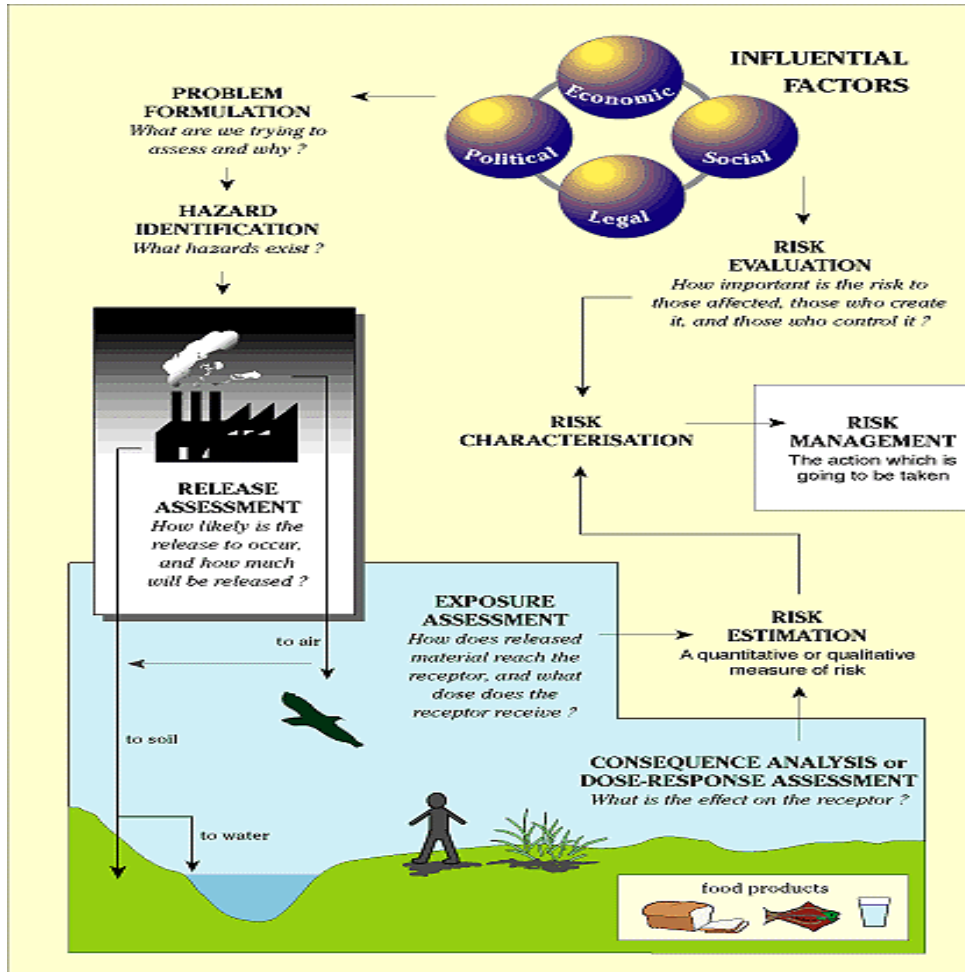 INFLUENTIAL
FACTORS
Economic
Political
Social
Legal
PROBLEM
FORMULATION
What are we trying to
assess and why ?
HAZARD
IDENTIFICATION
What hazards exist ?
RISK
EVALUATION
How important is the risk to
those affected, those who create
it, and those who control it ?
RISK
CHARACTERISATION
RISK
MANAGEMENT
The action which is
going to be taken
RELEASE
ASSESSMENT
How likely is the
release to occur,
and how much
will be released ?
EXPOSURE
ASSESSMENT
How does released
material reach the
receptor, and what
dose does the
receptor receive ?
RISK
ESTIMATION
A quantitative or qualitative
measure of risk
to air
to soil
to water
CONSEQUENCE ANALYSIS or
DOSE-RESPONSE ASSESSMENT
What is the effect on the receptor ?
food products